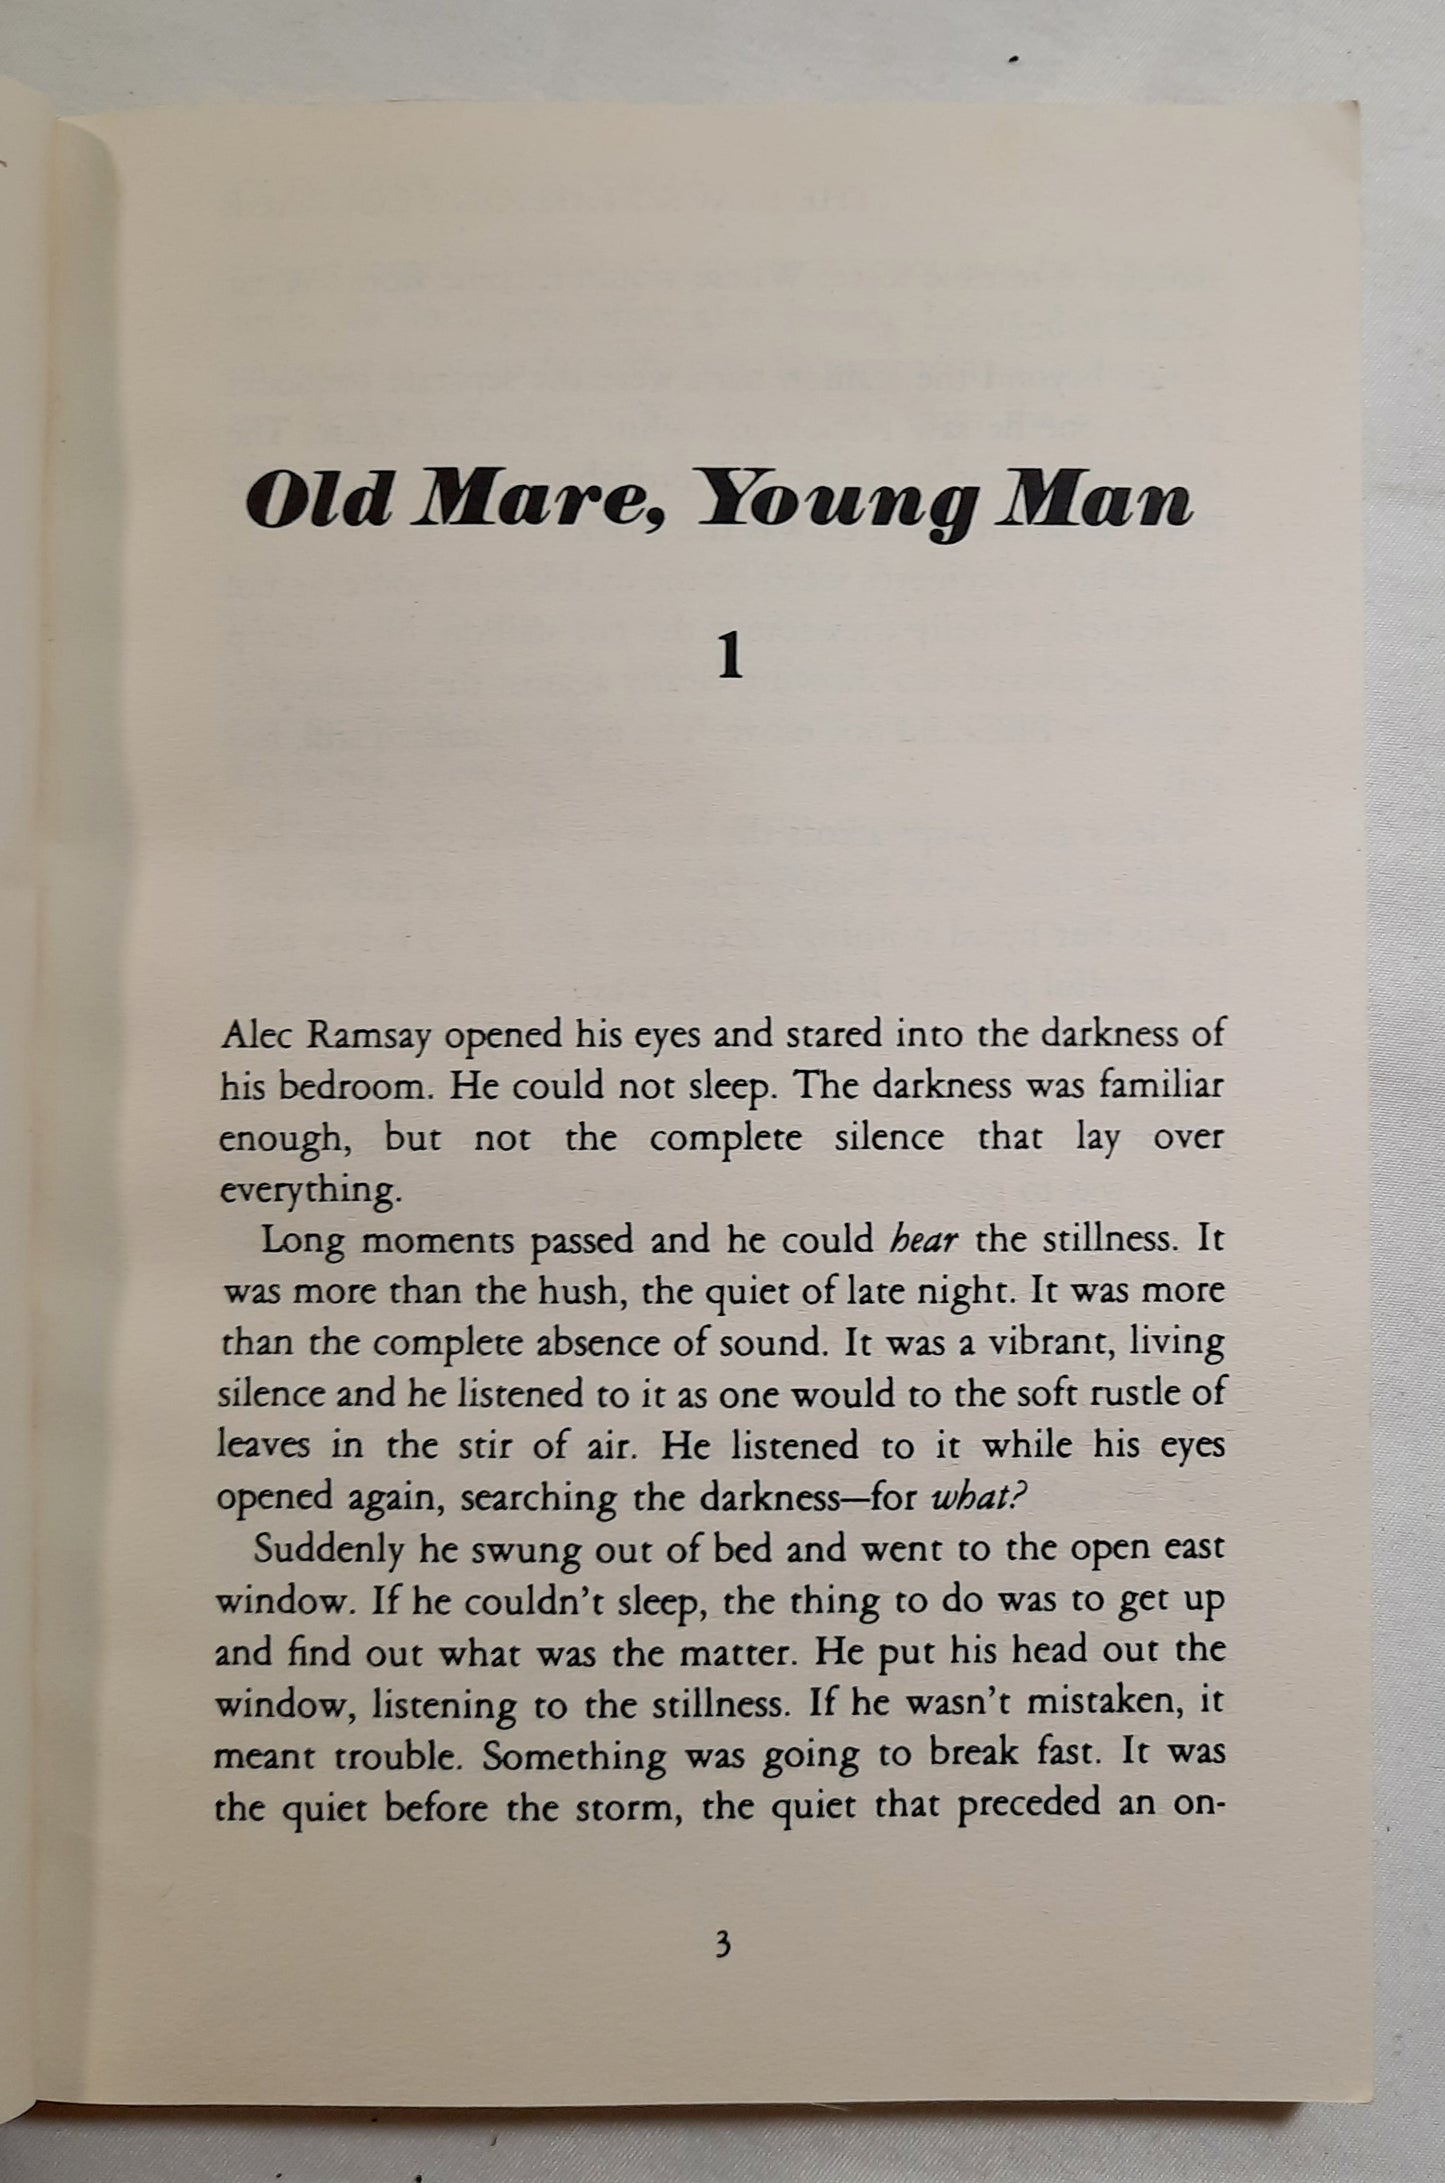 Old Mare, Young Man
1
Alec Ramsay opened his eyes and stared into the darkness of
his bedroom. He could not sleep. The darkness was familiar
enough, but not the complete silence that lay over
everything.
Long moments passed and he could hear the stillness. It
was more than the hush, the quiet of late night. It was more
than the complete absence of sound. It was a vibrant, living
silence and he listened to it as one would to the soft rustle of
leaves in the stir of air. He listened to it while his eyes
opened again, searching the darkness—for what?
Suddenly he swung out of bed and went to the open east
window. If he couldn't sleep, the thing to do was to get up
and find out what was the matter. He put his head out the
window, listening to the stillness. If he wasn't mistaken, it
meant trouble. Something was going to break fast. It was
the quiet before the storm, the quiet that preceded an on-
3